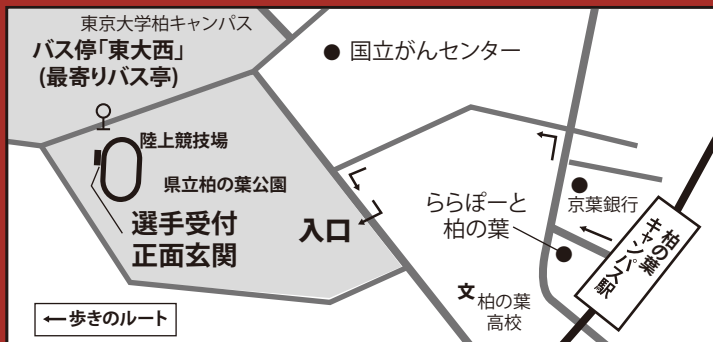 東京大学柏キャンパス
バス停「東大西」
(最寄りバス亭)
国立がんセンター
陸上競技場
県立柏の葉公園
選手受付
正面玄関
入口
ららぽーと
柏の葉
京葉銀行
柏の葉
キャンパス駅
文 柏の葉
高校
←歩きのルート